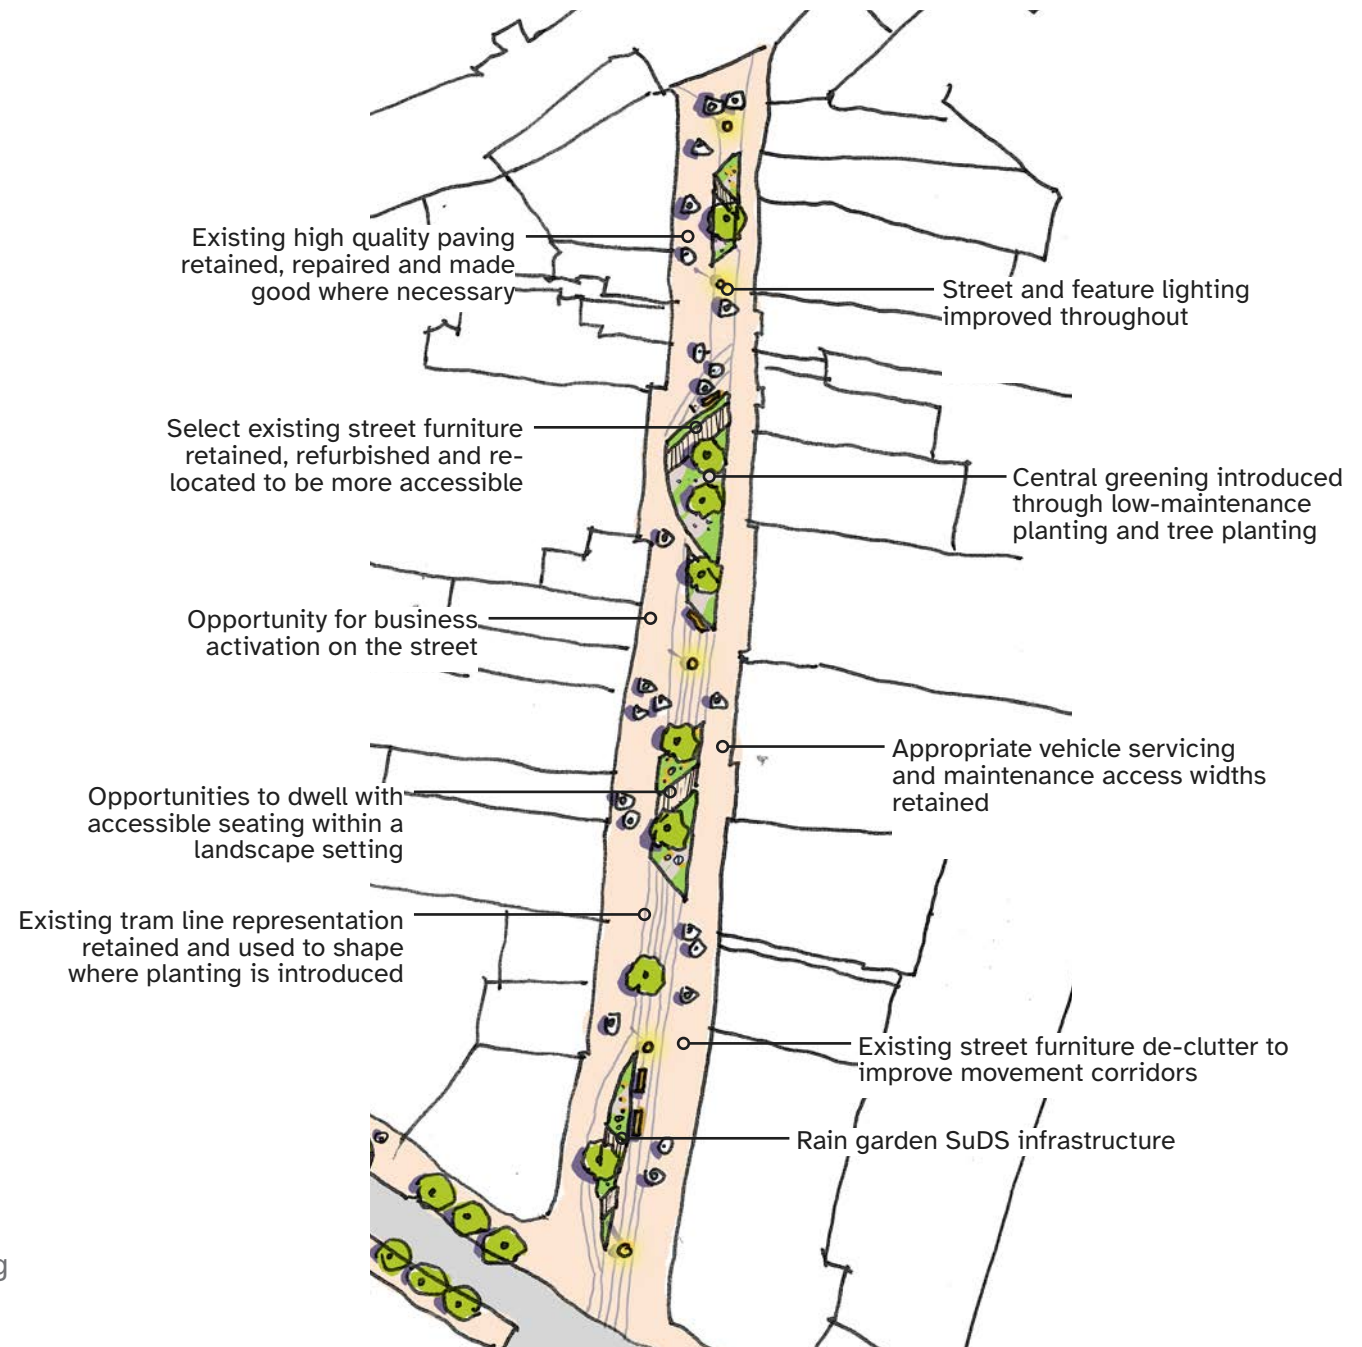 Existing high quality paving
retained, repaired and made
good where necessary
Street and feature lighting
improved throughout
Select existing street furniture
retained, refurbished and re-
located to be more accessible
Central greening introduced
through low-maintenance
planting and tree planting
Opportunity for business
activation on the street
Appropriate vehicle servicing
and maintenance access widths
retained
Opportunities to dwell with
accessible seating within a
landscape setting
Existing tram line representation
retained and used to shape
where planting is introduced
Existing street furniture de-clutter to
improve movement corridors
Rain garden SuDS infrastructure
g